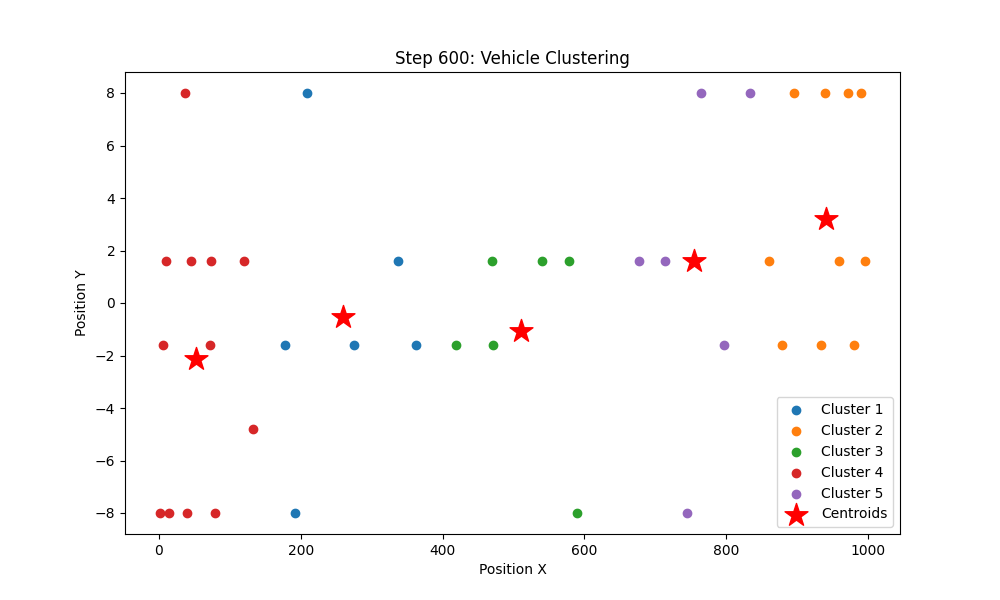 Step 600: Vehicle Clustering
Position Y
8
6
4
2
0
−2
−4
−6
−8
0 200 400 600 800 1000
Position X
Cluster 1
Cluster 2
Cluster 3
Cluster 4
Cluster 5
Centroids